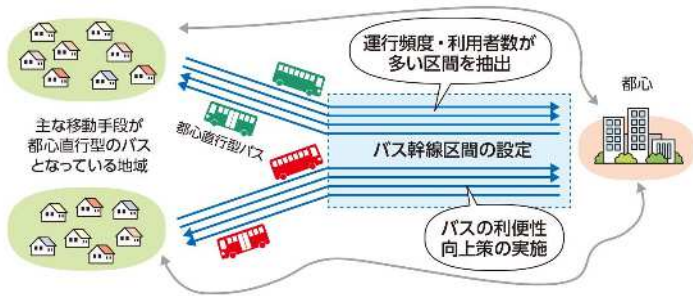 運行頻度・利用者数が
多い区間を抽出
都心
主な移動手段が
都心直行型のバス
となっている地域
都心直行型バス
バス幹線区間の設定
バスの利便性
向上策の実施